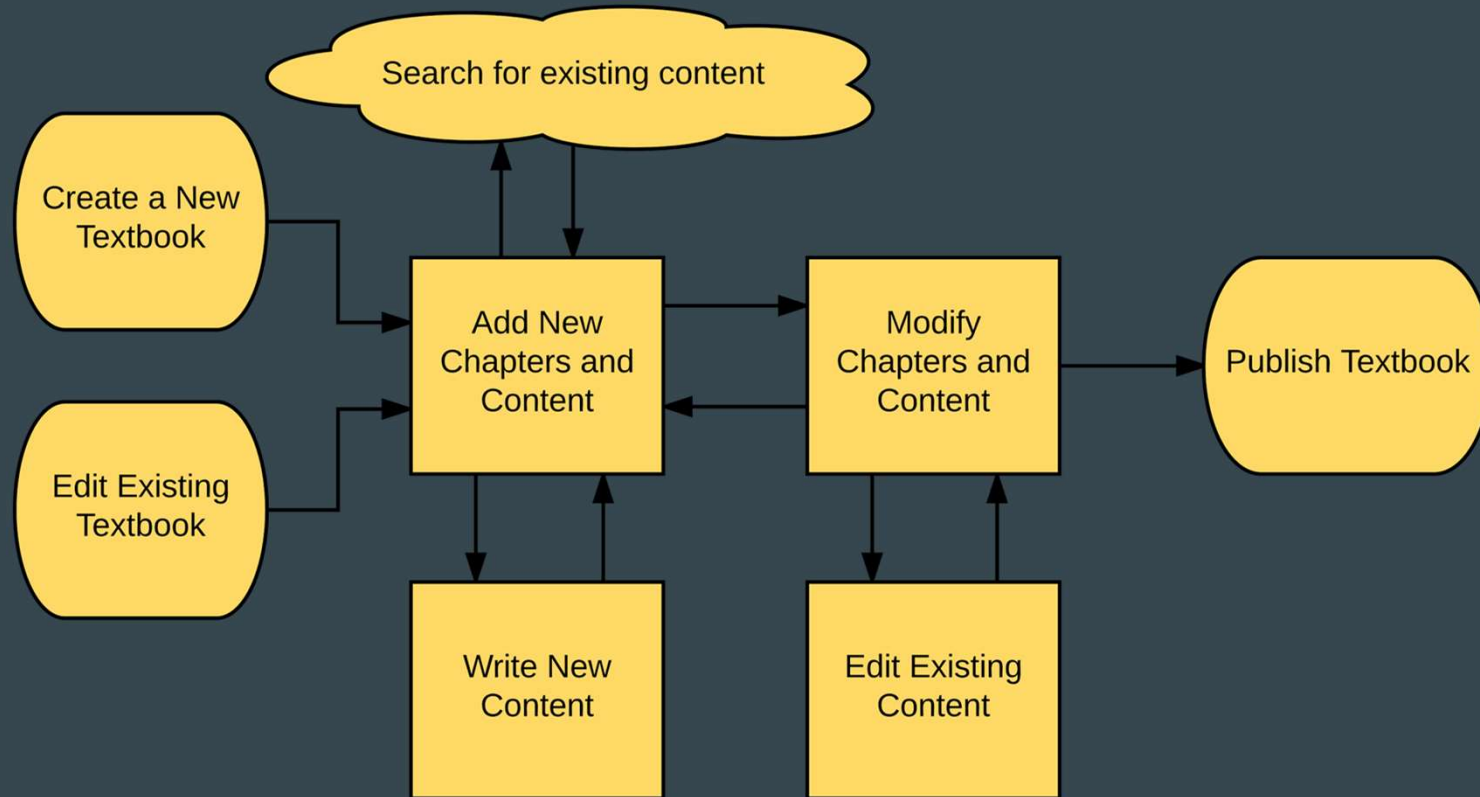 Search for existing content
Create a New
Textbook
Add New
Chapters and
Content
Modify
Chapters and
Content
Publish Textbook
Edit Existing
Textbook
Write New
Content
Edit Existing
Content